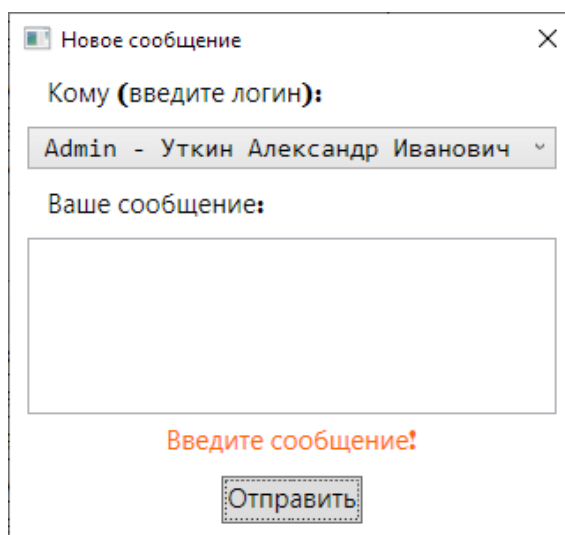 Новое сообщение
Кому (введите логин):
Admin - Уткин Александр Иванович
Ваше сообщение:
Введите сообщение!
Отправить